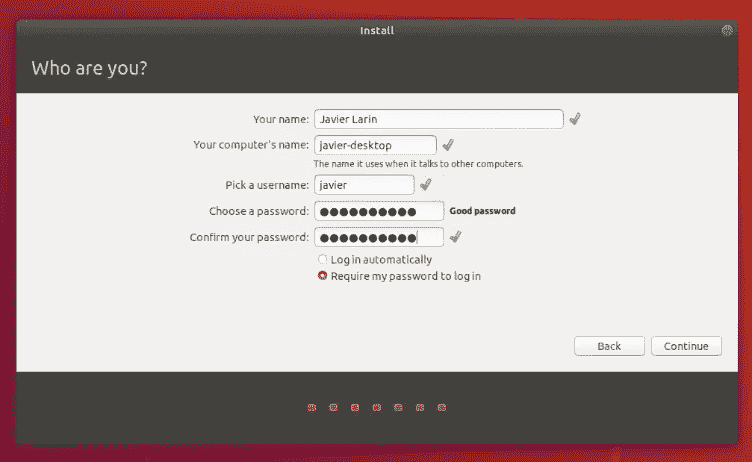 Install
Who are you?
Your name: Javier Larin
Your computer's name: javier-desktop
The name it uses when it talks to other computers.
Pick a username: javier
Choose a password: ●●●●●●●●●● Good password
Confirm your password: ●●●●●●●●●●
Log in automatically
Require my password to log in
Back Continue